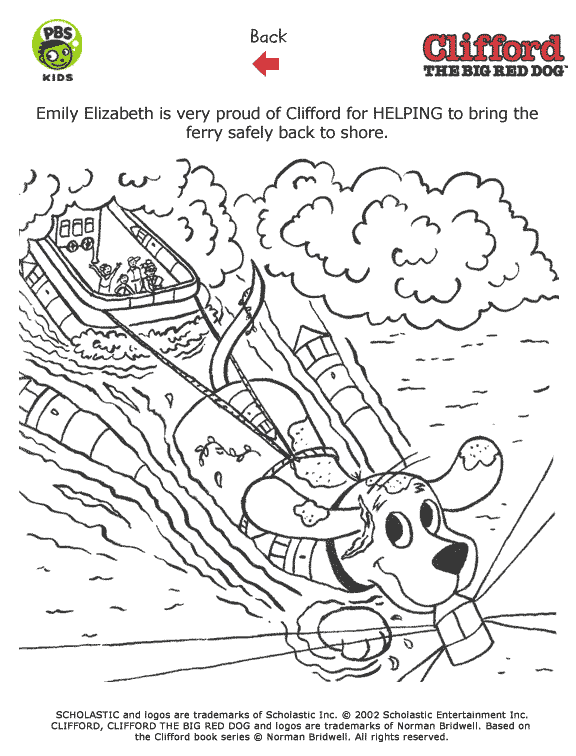 PBS
KIDS
Back
Clifford
THE BIG RED DOG™
Emily Elizabeth is very proud of Clifford for HELPING to bring the
ferry safely back to shore.
SCHOLASTIC and logos are trademarks of Scholastic Inc. © 2002 Scholastic Entertainment Inc.
CLIFFORD, CLIFFORD THE BIG RED DOG and logos are trademarks of Norman Bridwell. Based on
the Clifford book series © Norman Bridwell. All rights reserved.